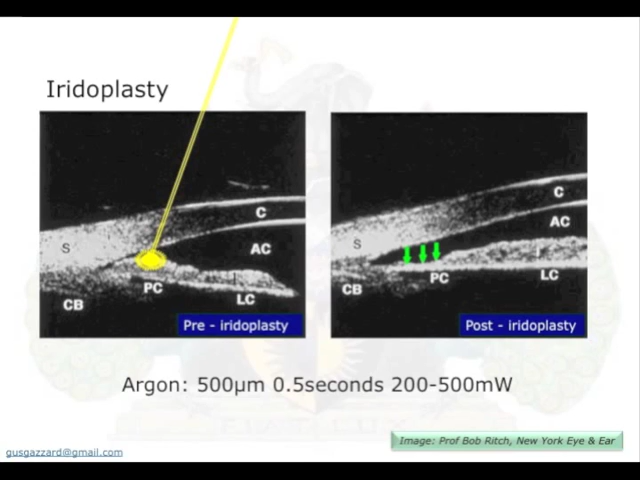 Iridoplasty
S
C
AC
I
PC
LC
CB
Pre - iridoplasty
S
C
AC
I
PC
LC
CB
Post - iridoplasty
Argon: 500μm 0.5seconds 200-500mW
Image: Prof Bob Ritch, New York Eye & Ear
gusgazzard@gmail.com